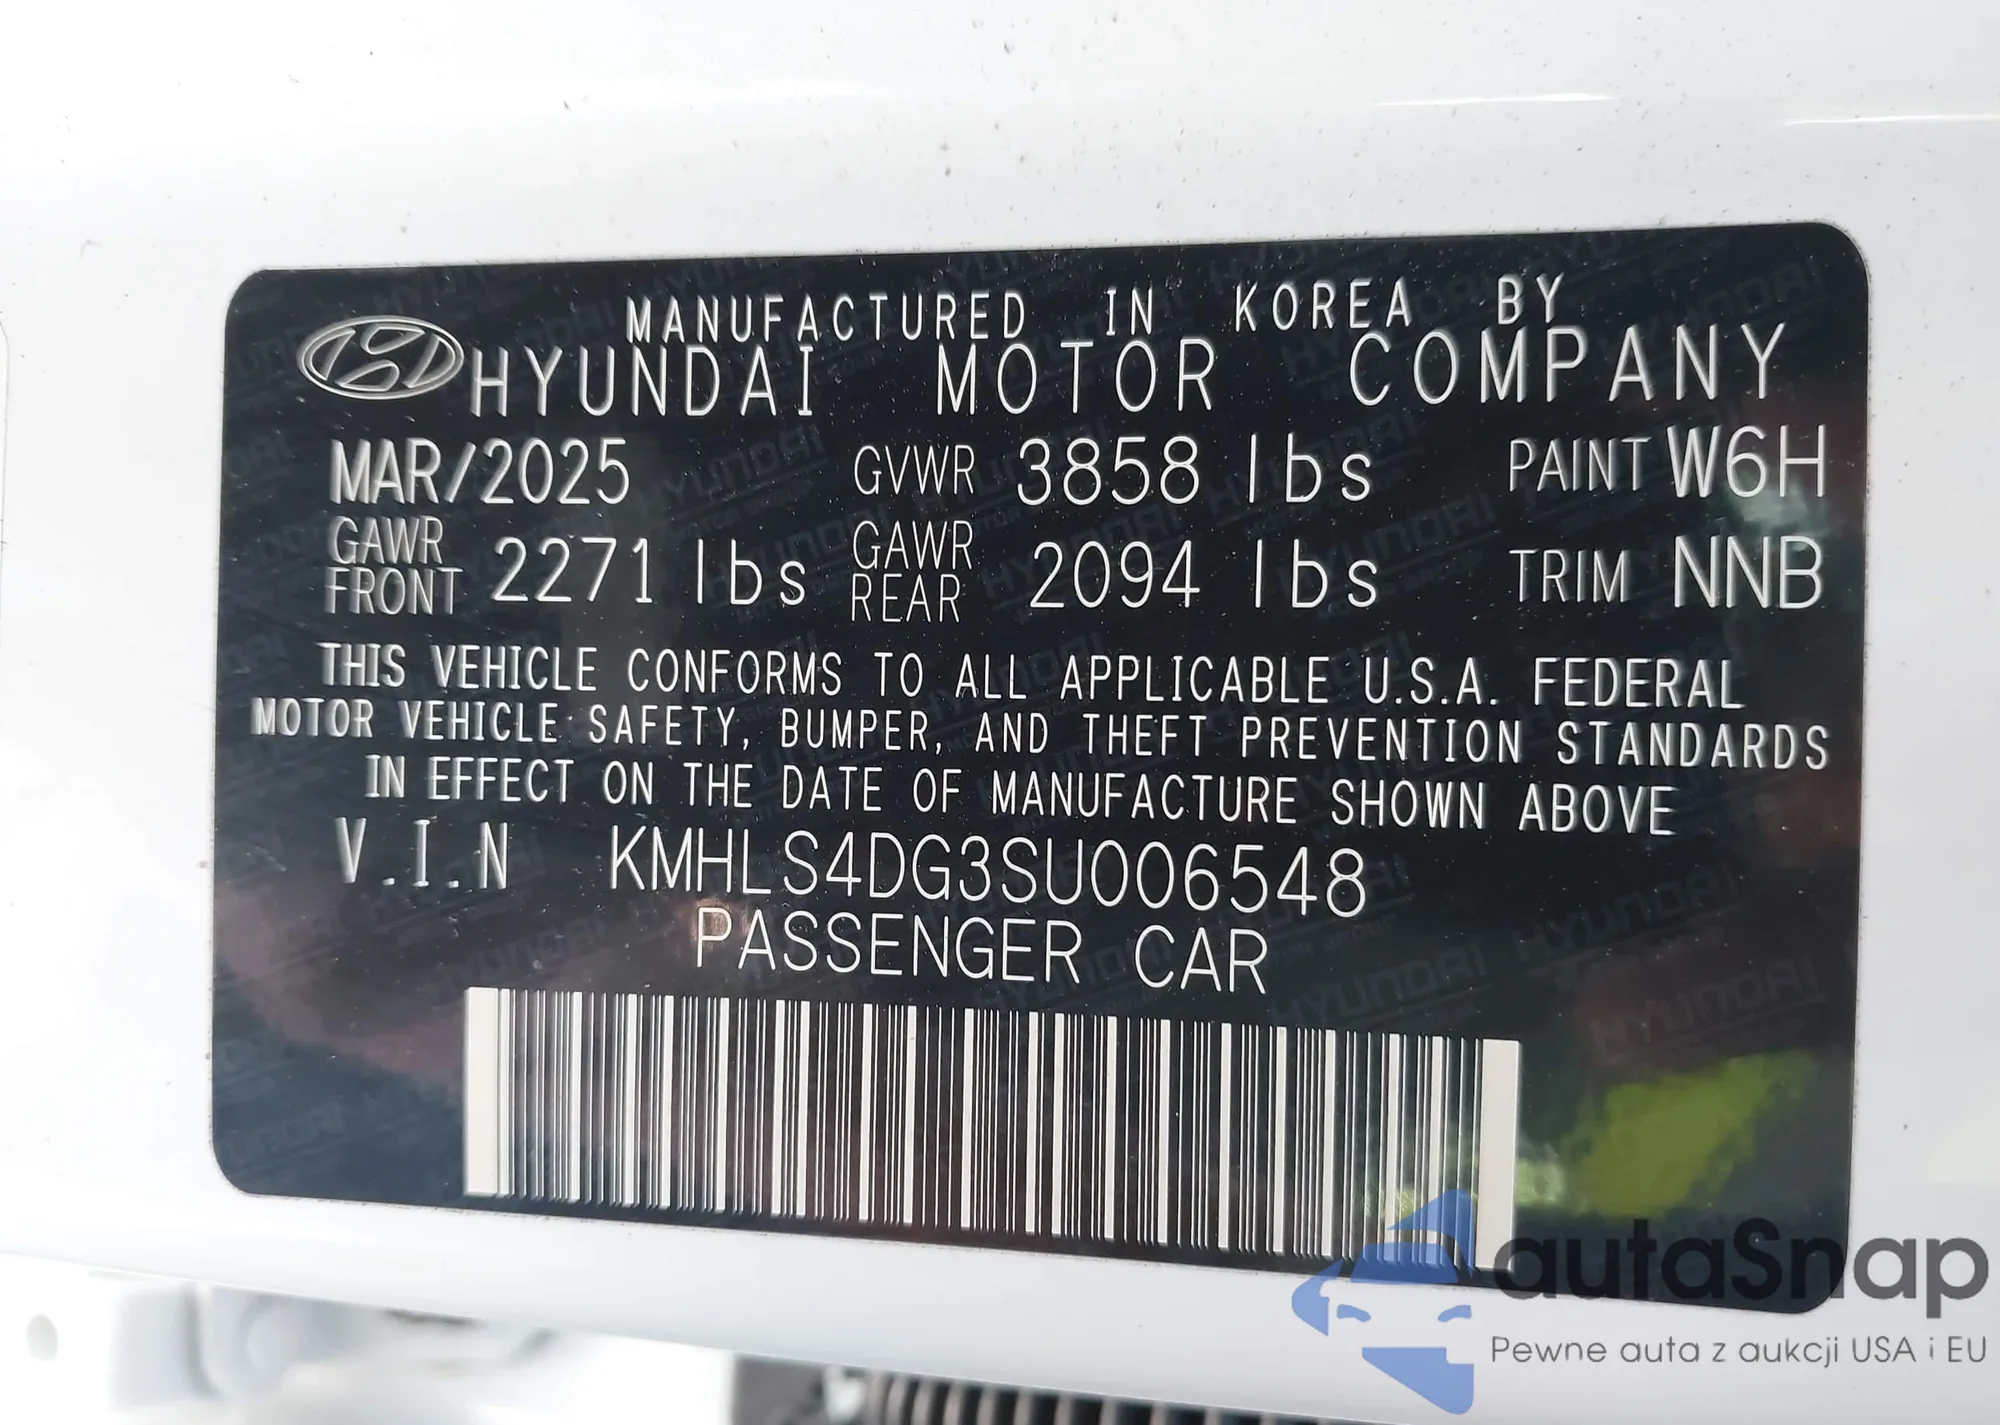 MANUFACTURED IN KOREA BY
HYUNDAI MOTOR COMPANY
MAR/2025 GVWR 3858 lbs PAINT W6H
GAWR FRONT 2271 lbs GAWR REAR 2094 lbs TRIM NNB
THIS VEHICLE CONFORMS TO ALL APPLICABLE U.S.A. FEDERAL
MOTOR VEHICLE SAFETY, BUMPER, AND THEFT PREVENTION STANDARDS
IN EFFECT ON THE DATE OF MANUFACTURE SHOWN ABOVE
V.I.N KMHLS4DG3SU006548
PASSENGER CAR
autaSnap
Pewne auta z aukcji USA i EU